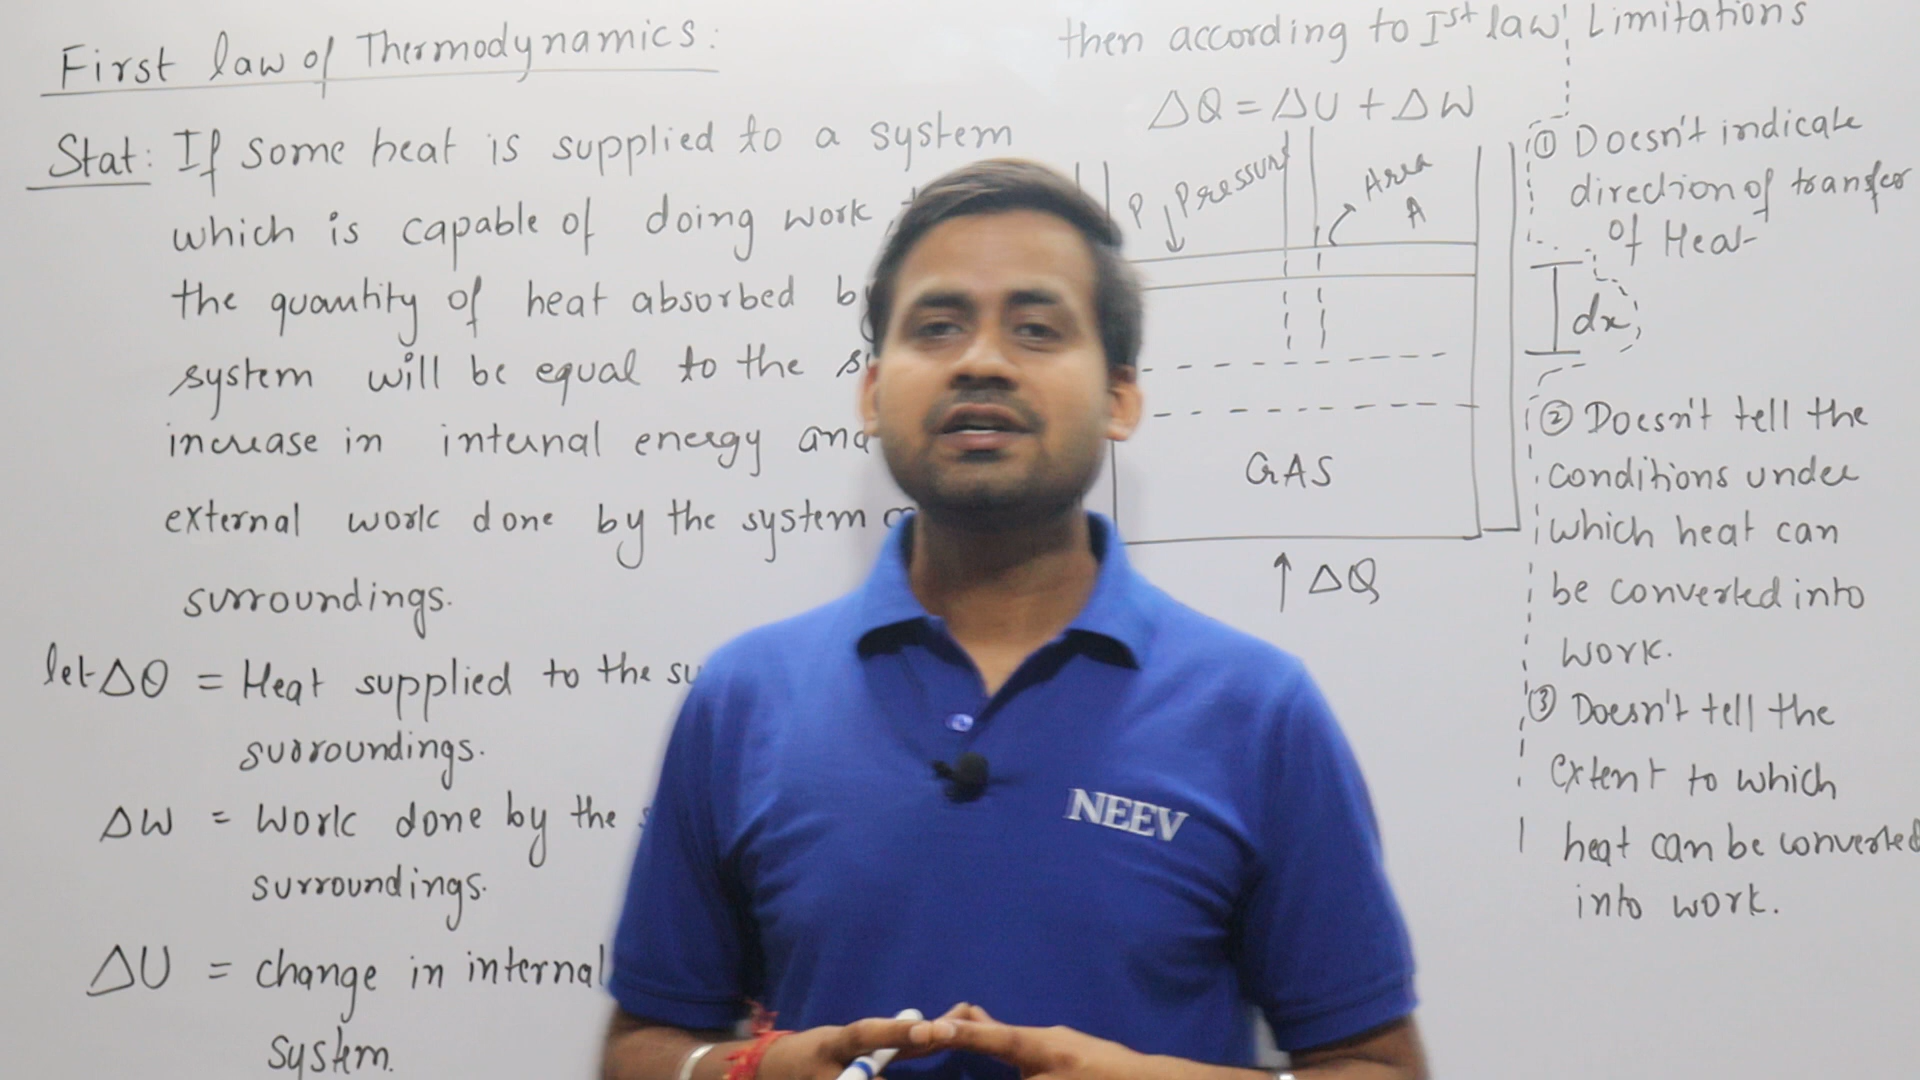 First law of Thermodynamics:
Stat: If some heat is supplied to a system
which is capable of doing work,
the quantity of heat absorbed
system will be equal to the
increase in internal energy and
external work done by the system
surroundings.
let ΔQ = Heat supplied to the
surroundings.
ΔW = Work done by the
surroundings.
ΔU = change in internal
system.
then according to Ist law
ΔQ = ΔU + ΔW
P Pressure
Area
A
GAS
↑ ΔQ
dx
Limitations
① Doesn't indicate
direction of transfer
of Heat
② Doesn't tell the
conditions under
which heat can
be converted into
work.
③ Doesn't tell the
extent to which
heat can be converted
into work.
NEEV